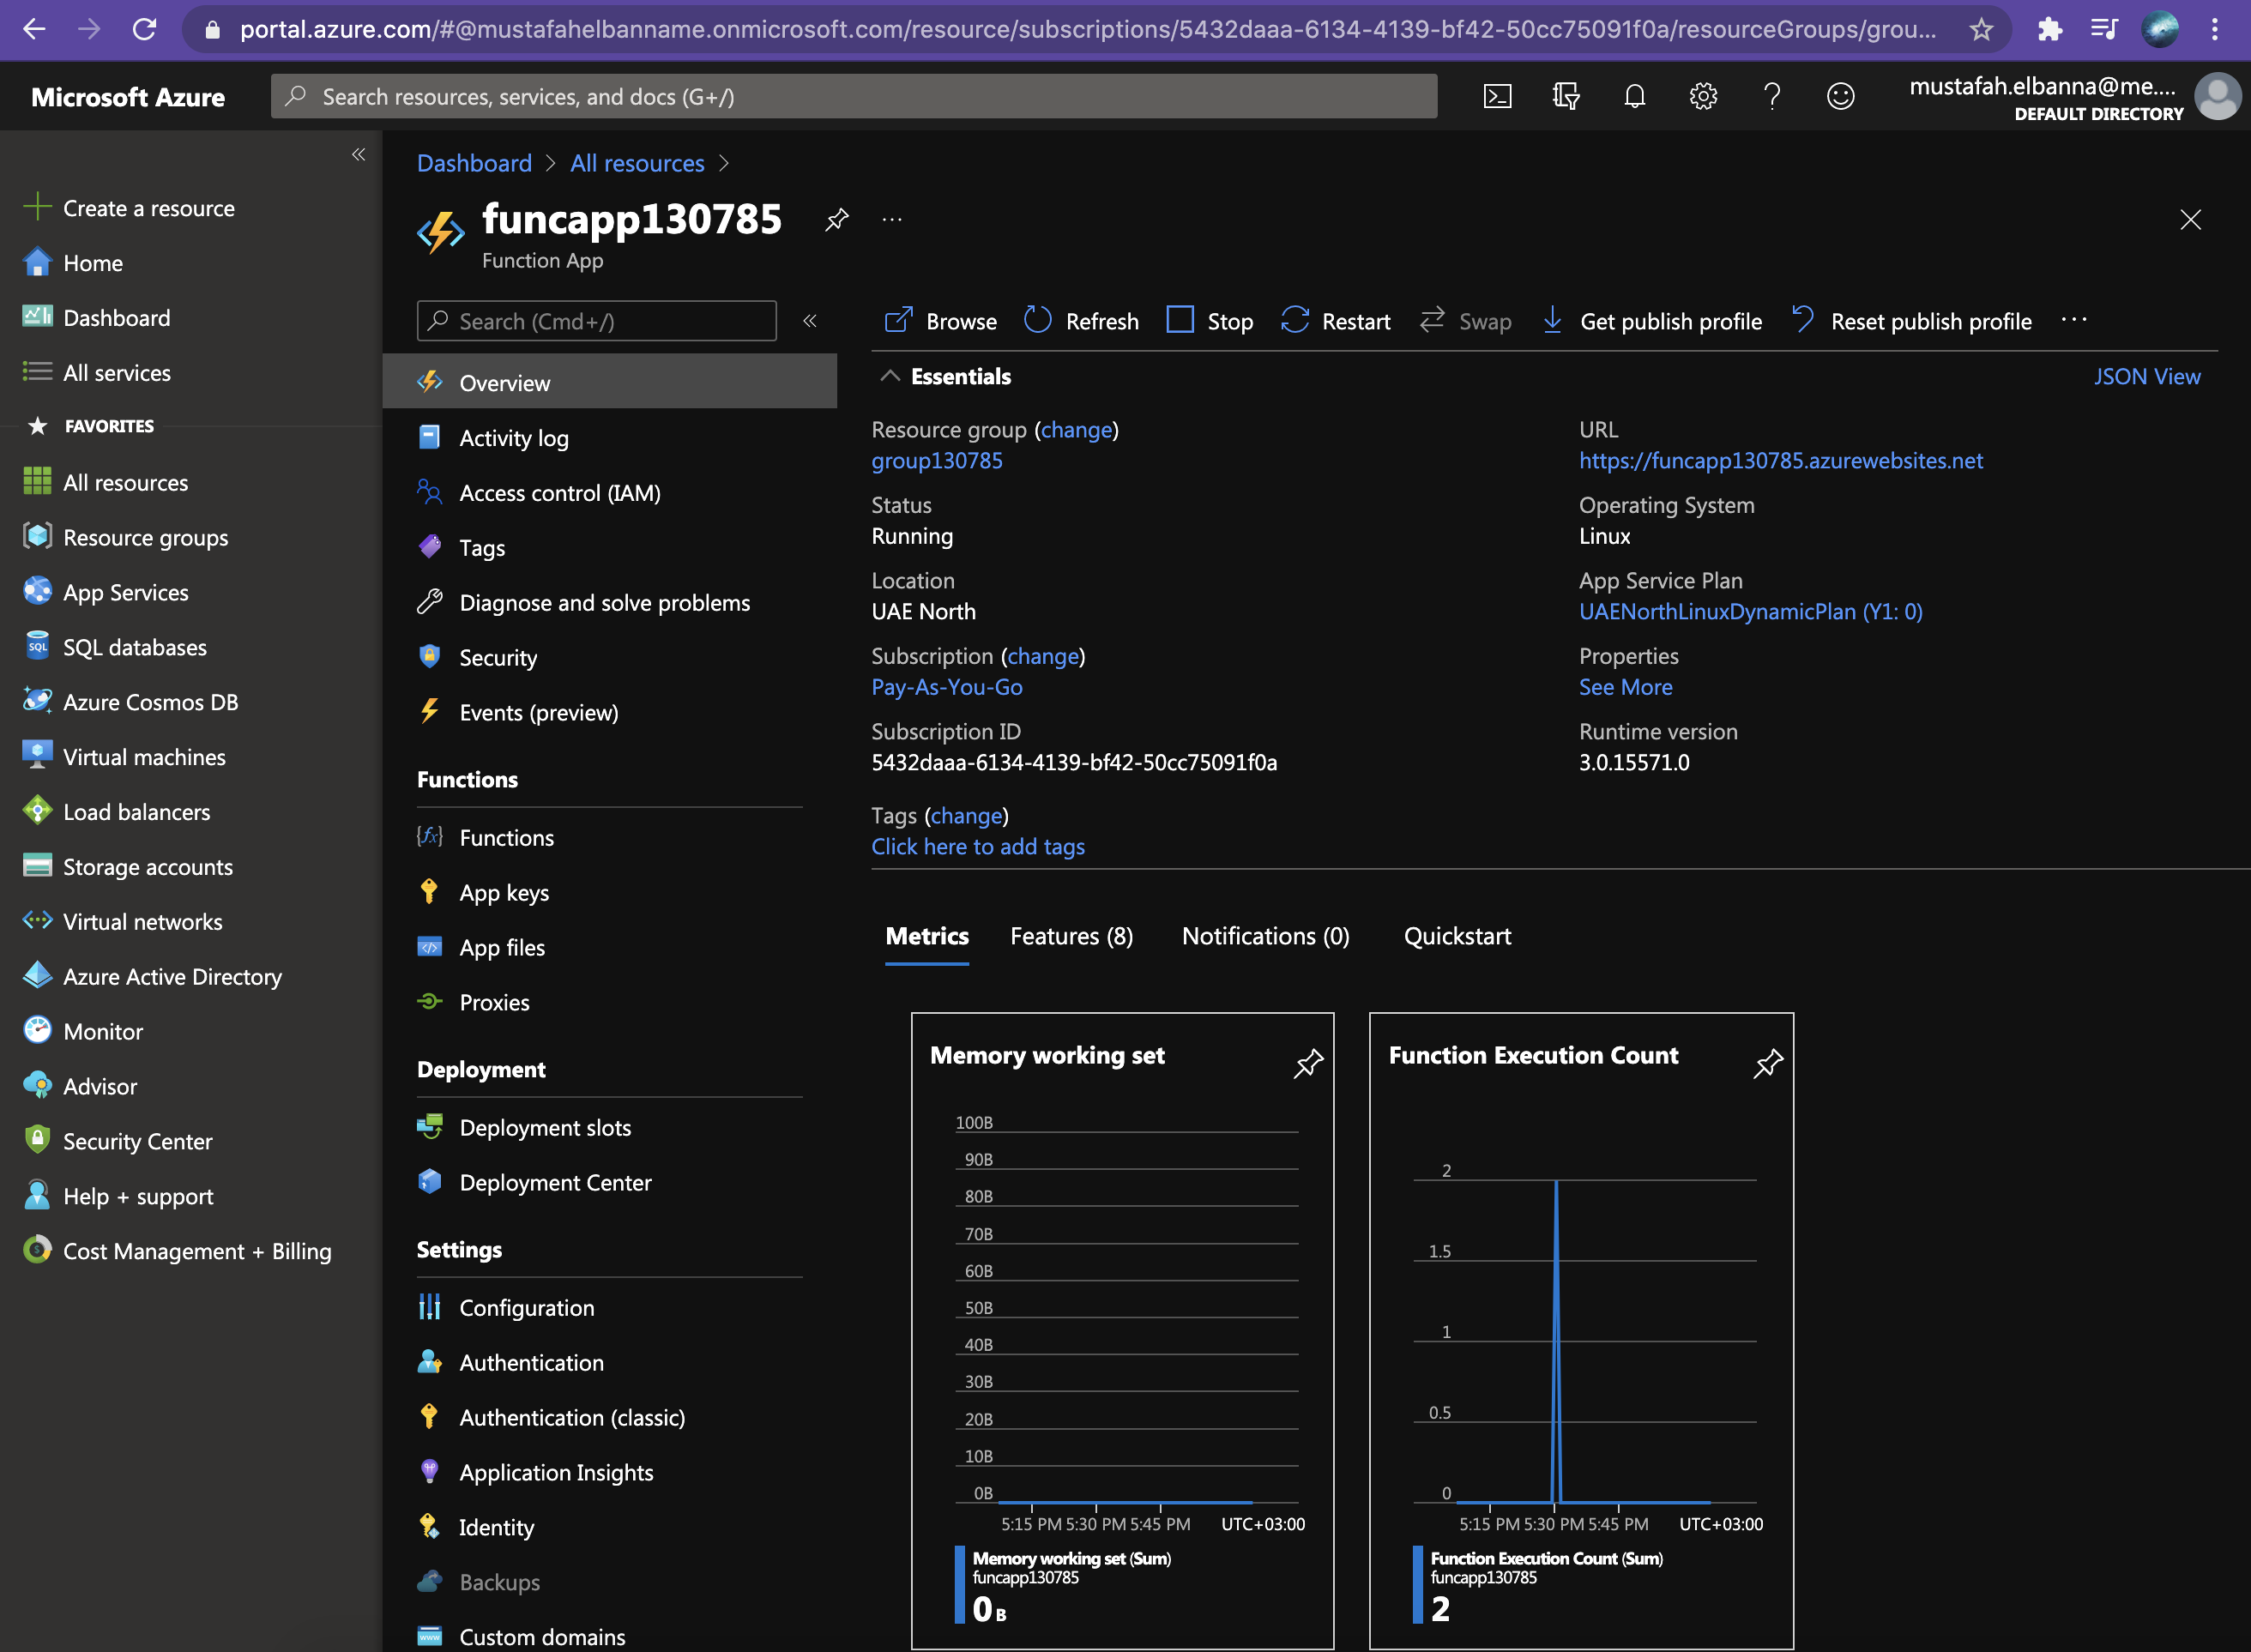 portal.azure.com/#@mustafahelbanname.onmicrosoft.com/resource/subscriptions/5432daaa-6134-4139-bf42-50cc75091f0a/resourceGroups/grou...
Microsoft Azure
Search resources, services, and docs (G+/)
mustafah.elbanna@me....
DEFAULT DIRECTORY
Create a resource
Home
Dashboard
All services
FAVORITES
All resources
Resource groups
App Services
SQL databases
Azure Cosmos DB
Virtual machines
Load balancers
Storage accounts
Virtual networks
Azure Active Directory
Monitor
Advisor
Security Center
Help + support
Cost Management + Billing
Dashboard > All resources >
funcapp130785
Function App
Search (Cmd+/)
Overview
Activity log
Access control (IAM)
Tags
Diagnose and solve problems
Security
Events (preview)
Functions
Functions
App keys
App files
Proxies
Deployment
Deployment slots
Deployment Center
Settings
Configuration
Authentication
Authentication (classic)
Application Insights
Identity
Backups
Custom domains
Browse Refresh Stop Restart Swap Get publish profile Reset publish profile ...
Essentials
JSON View
Resource group (change)
group130785
Status
Running
Location
UAE North
Subscription (change)
Pay-As-You-Go
Subscription ID
5432daaa-6134-4139-bf42-50cc75091f0a
Tags (change)
Click here to add tags
URL
https://funcapp130785.azurewebsites.net
Operating System
Linux
App Service Plan
UAENorthLinuxDynamicPlan (Y1: 0)
Properties
See More
Runtime version
3.0.15571.0
Metrics Features (8) Notifications (0) Quickstart
Memory working set
100B
90B
80B
70B
60B
50B
40B
30B
20B
10B
0B
5:15 PM 5:30 PM 5:45 PM UTC+03:00
Memory working set (Sum)
funcapp130785
0 B
Function Execution Count
2
1.5
1
0.5
0
5:15 PM 5:30 PM 5:45 PM UTC+03:00
Function Execution Count (Sum)
funcapp130785
2